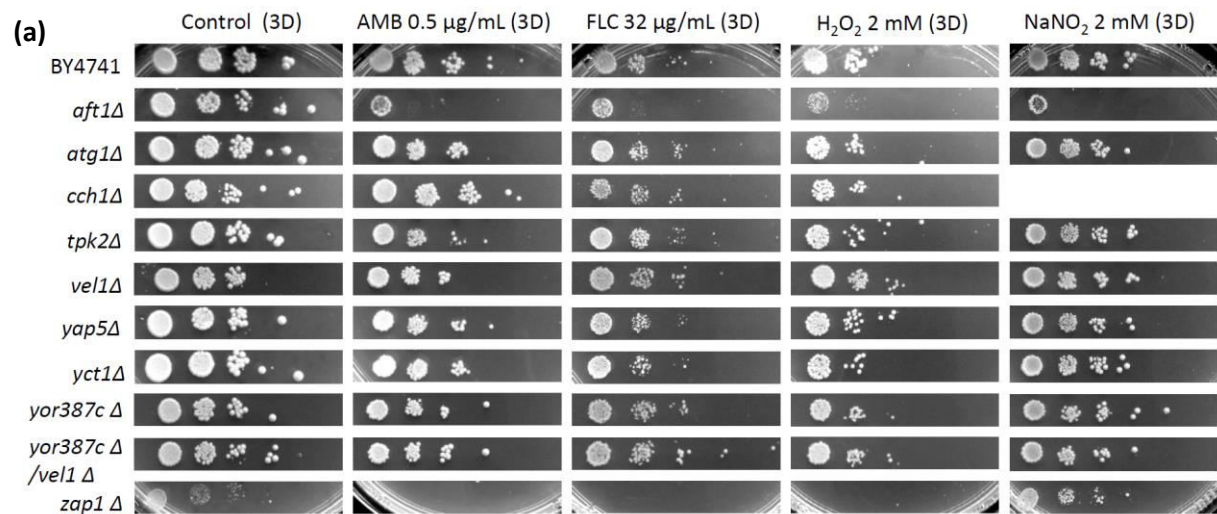 (a)
Control (3D) AMB 0.5 µg/mL (3D) FLC 32 µg/mL (3D) H₂O₂ 2 mM (3D) NaNO₂ 2 mM (3D)
BY4741
aft1Δ
atg1Δ
cch1Δ
tpk2Δ
vel1Δ
yap5Δ
yct1Δ
yor387c Δ
yor387c Δ
/vel1 Δ
zap1 Δ